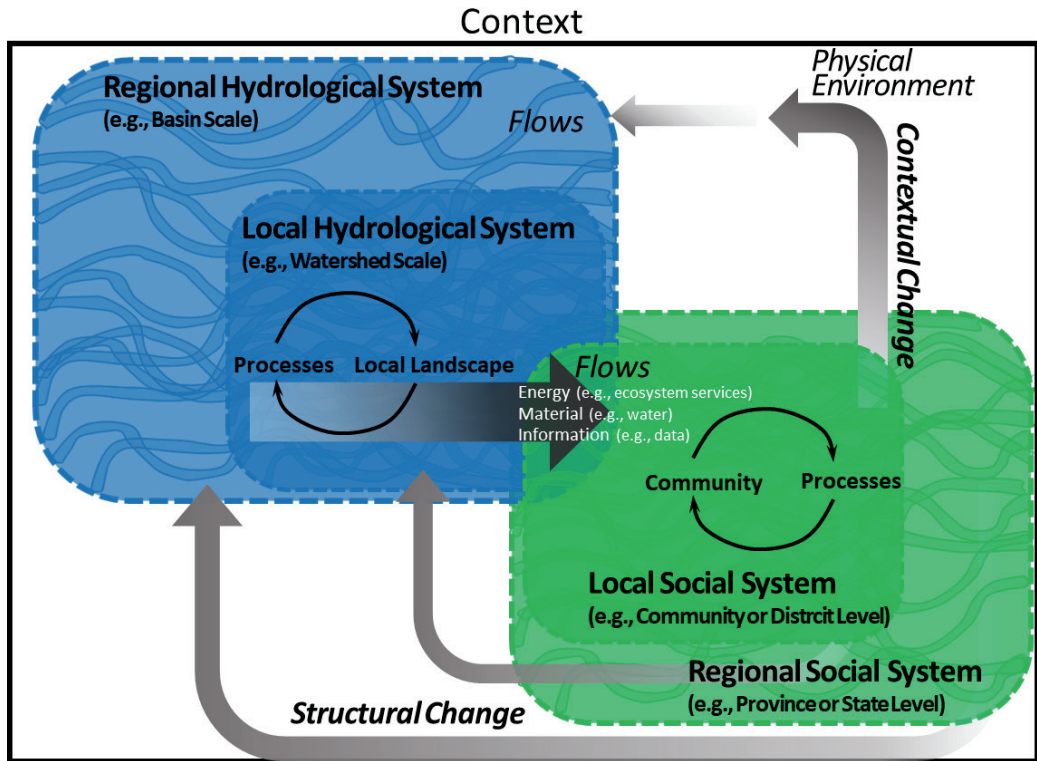 Context
Physical
Environment
Regional Hydrological System
(e.g., Basin Scale)
Flows
Contextual Change
Local Hydrological System
(e.g., Watershed Scale)
Processes
Local Landscape
Flows
Energy (e.g., ecosystem services)
Material (e.g., water)
Information (e.g., data)
Community
Processes
Local Social System
(e.g., Community or Distrcit Level)
Regional Social System
(e.g., Province or State Level)
Structural Change